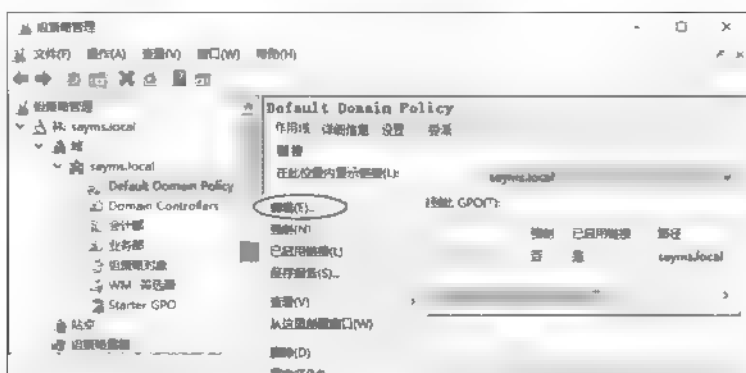 组策略管理
文件(F) 操作(A) 查看(V) 窗口(W) 帮助(H)
组策略管理
林: sayms.local
域
sayms.local
Default Domain Policy
Domain Controllers
会计部
业务部
组策略对象
WMI 筛选器
Starter GPO
站点
组策略建模
Default Domain Policy
作用域 详细信息 设置 委派
链接
在此位置内显示链接(L):
sayms.local
GPO(T):
强制 已启用链接 路径
否 是 sayms.local
编辑(E)...
强制(N)
已启用链接(L)
保存报告(S)...
查看(V)
从这里创建窗口(W)
删除(D)